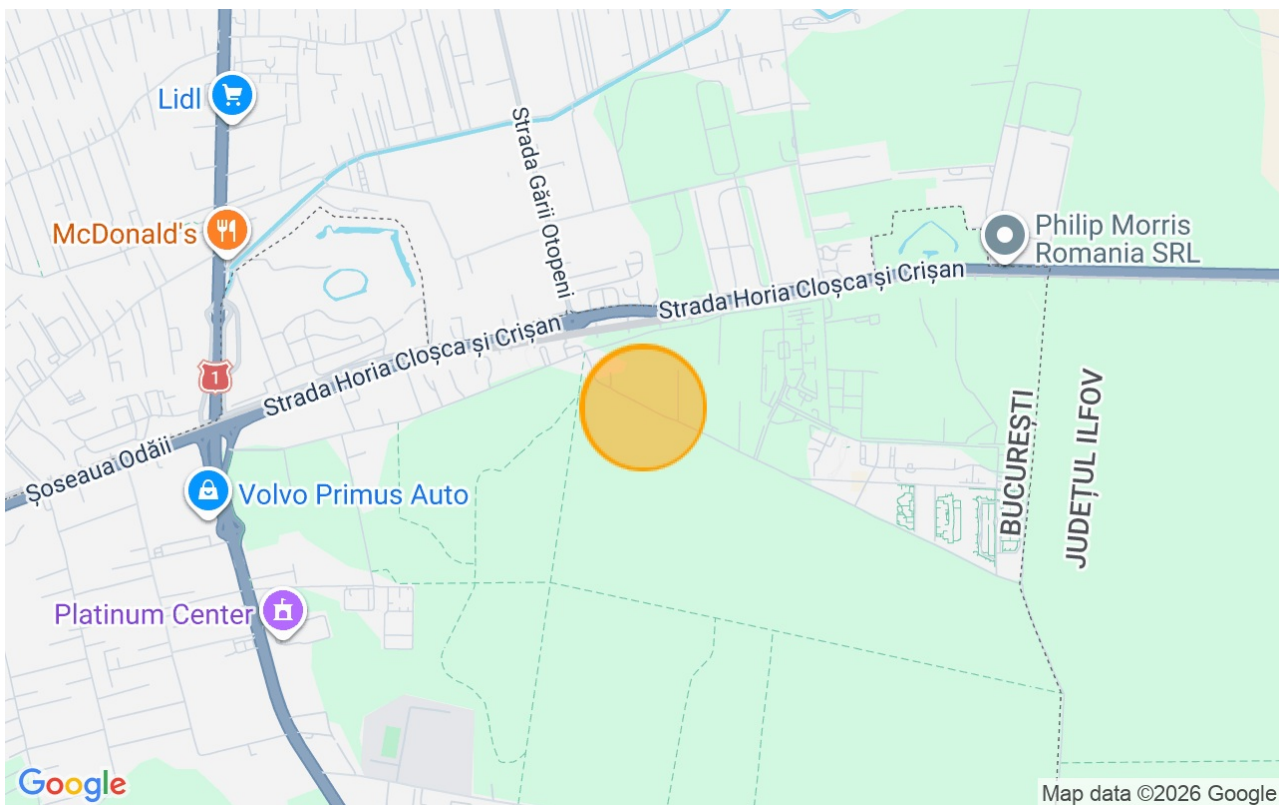 Lidl
Strada Gării Otopeni
McDonald's
Philip Morris
Romania SRL
Strada Horia Cloșca și Crișan
Strada Horia Cloșca și Crișan
1
BUCUREȘTI
JUDEȚUL ILFOV
Șoseaua Odăii
Volvo Primus Auto
Platinum Center
Google
Map data ©2026 Google